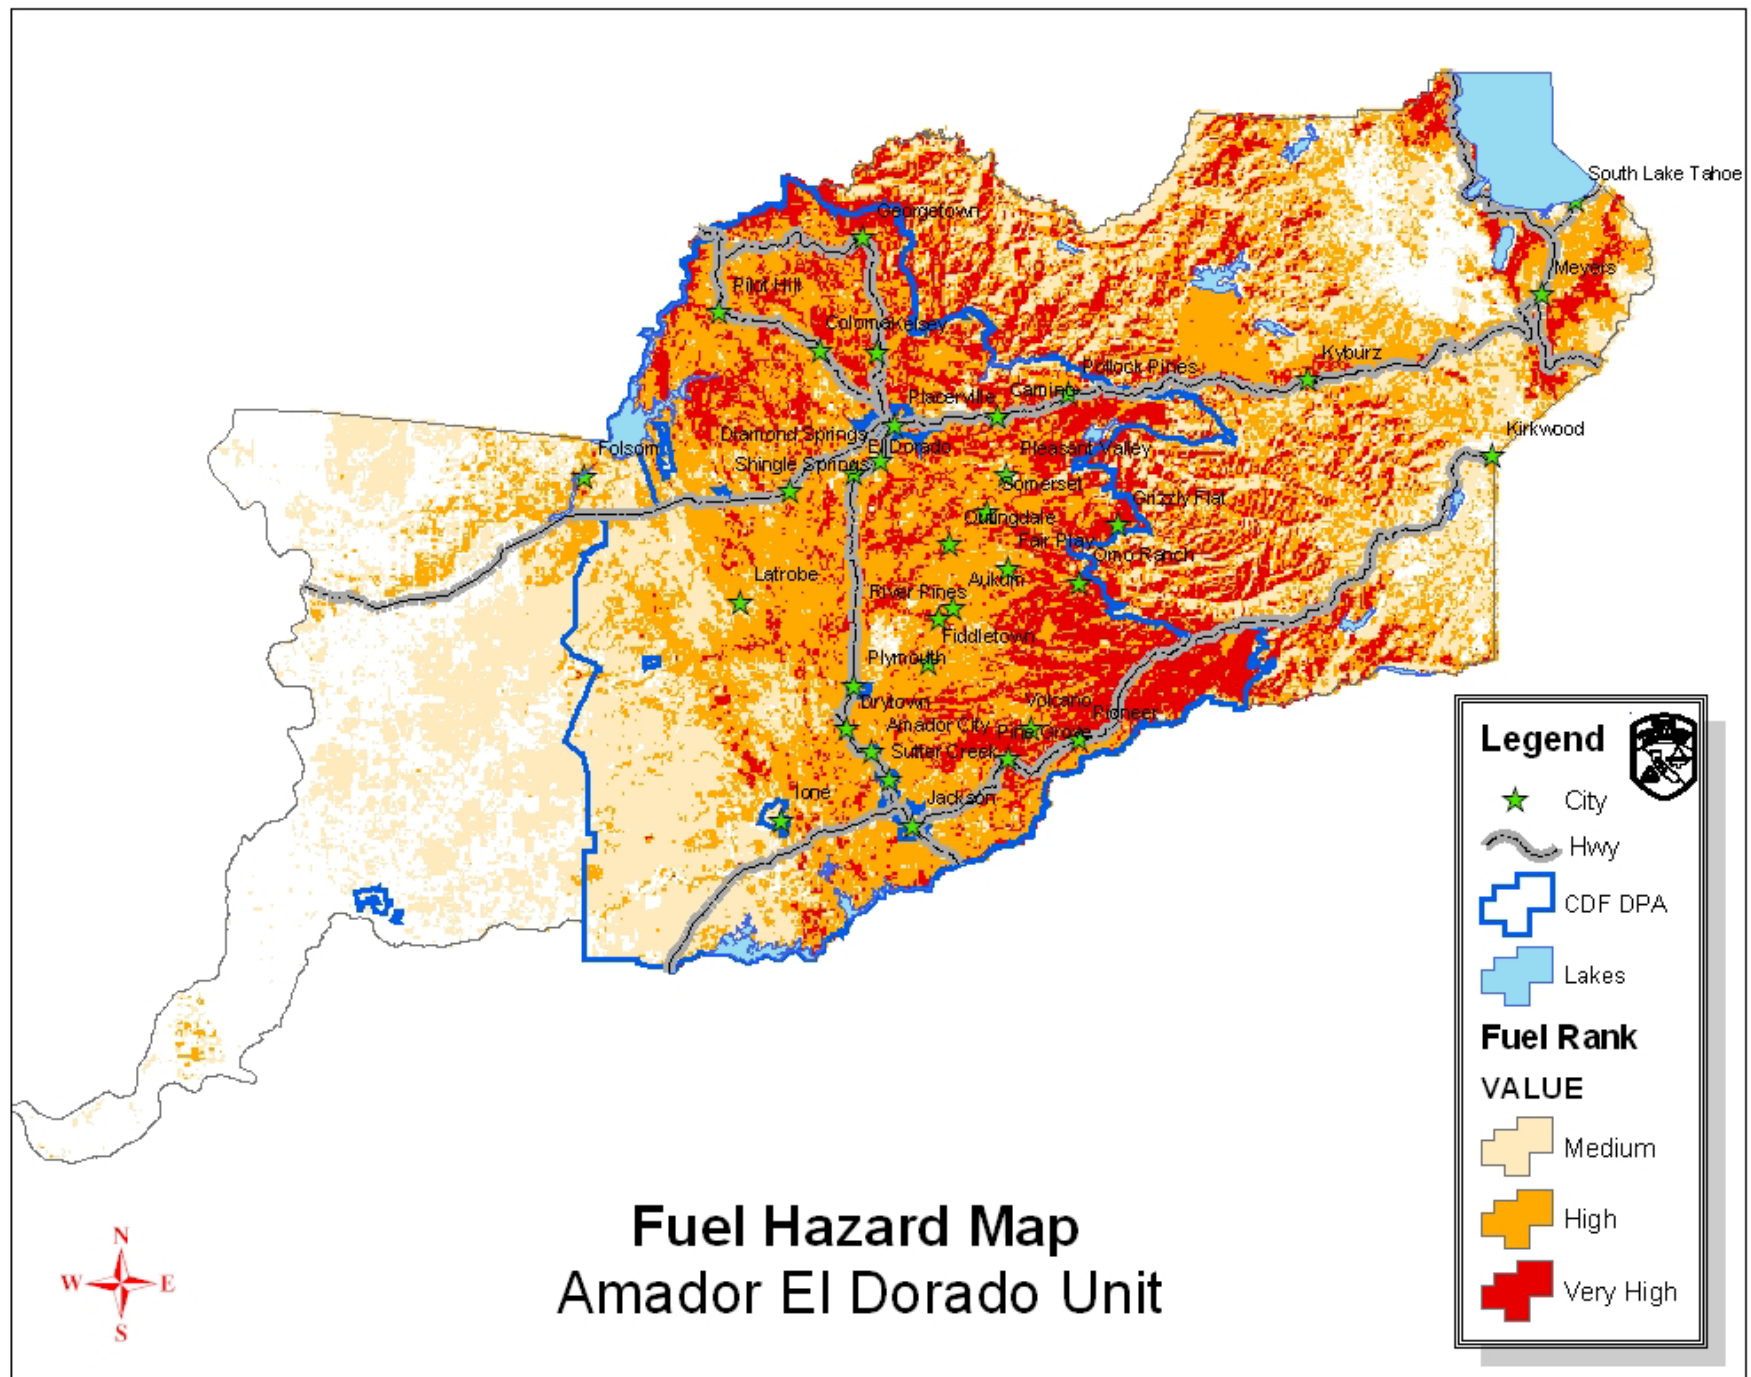 South Lake Tahoe
Georgetown
Meyers
Pilot Hill
Coloma
Kelsey
Kyburz
Pollock Pines
Camino
Placerville
Kirkwood
Diamond Springs
El Dorado
Folsom
Pleasant Valley
Shingle Springs
Somerset
Grizzly Flat
Outingdale
Fair Play
Omo Ranch
Latrobe
Aukum
River Pines
Fiddletown
Plymouth
Drytown
Volcano
Pioneer
Amador City
Pine Grove
Sutter Creek
Ione
Jackson
Legend
City
Hwy
CDF DPA
Lakes
Fuel Rank
VALUE
Medium
High
Very High
Fuel Hazard Map
Amador El Dorado Unit
N
W E
S